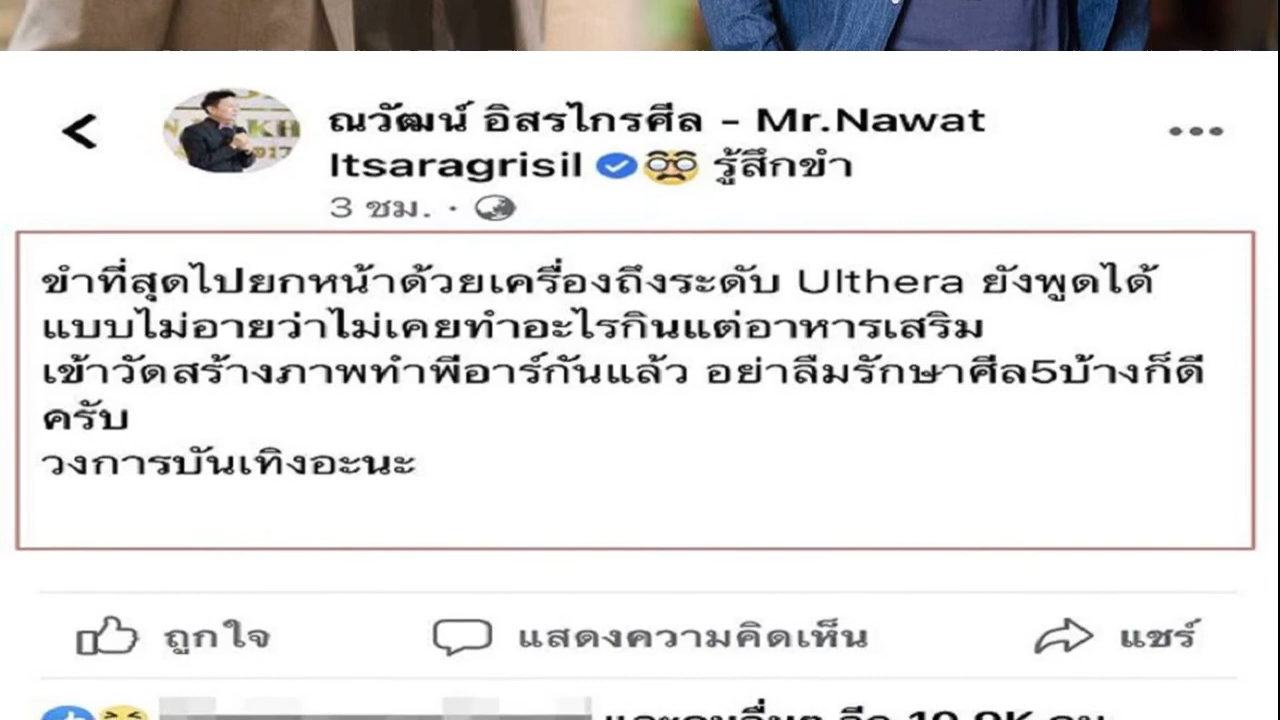 ณวัฒน์ อิสรไกรศีล - Mr.Nawat
Itsaragrisil รู้สึกขำ
3 ชม. ·
ขำที่สุดไปยกหน้าด้วยเครื่องถึงระดับ Ulthera ยังพูดได้
แบบไม่อายว่าไม่เคยทำอะไรกินแต่อาหารเสริม
เข้าวัดสร้างภาพทำพีอาร์กันแล้ว อย่าลืมรักษาศีล5บ้างก็ดี
ครับ
วงการบันเทิงอะนะ
ถูกใจ
แสดงความคิดเห็น
แชร์